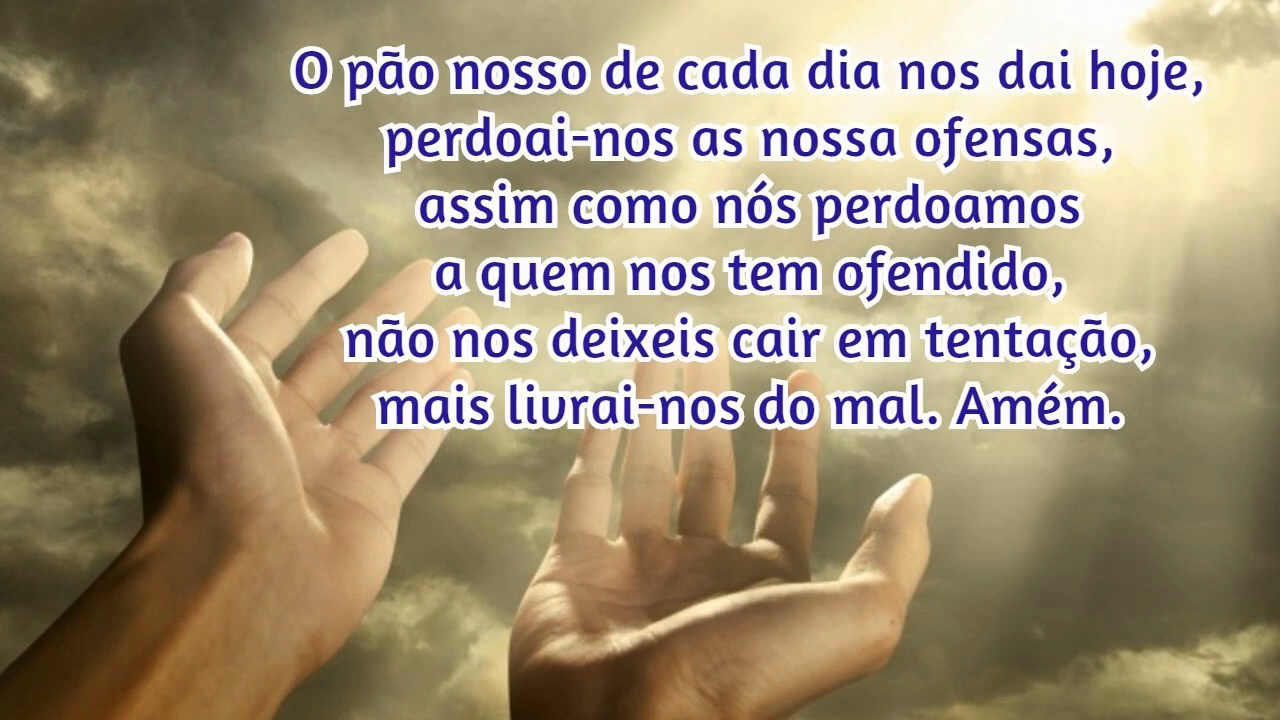 O pão nosso de cada dia nos dai hoje,
perdoai-nos as nossa ofensas,
assim como nós perdoamos
a quem nos tem ofendido,
não nos deixeis cair em tentação,
mais livrai-nos do mal. Amém.